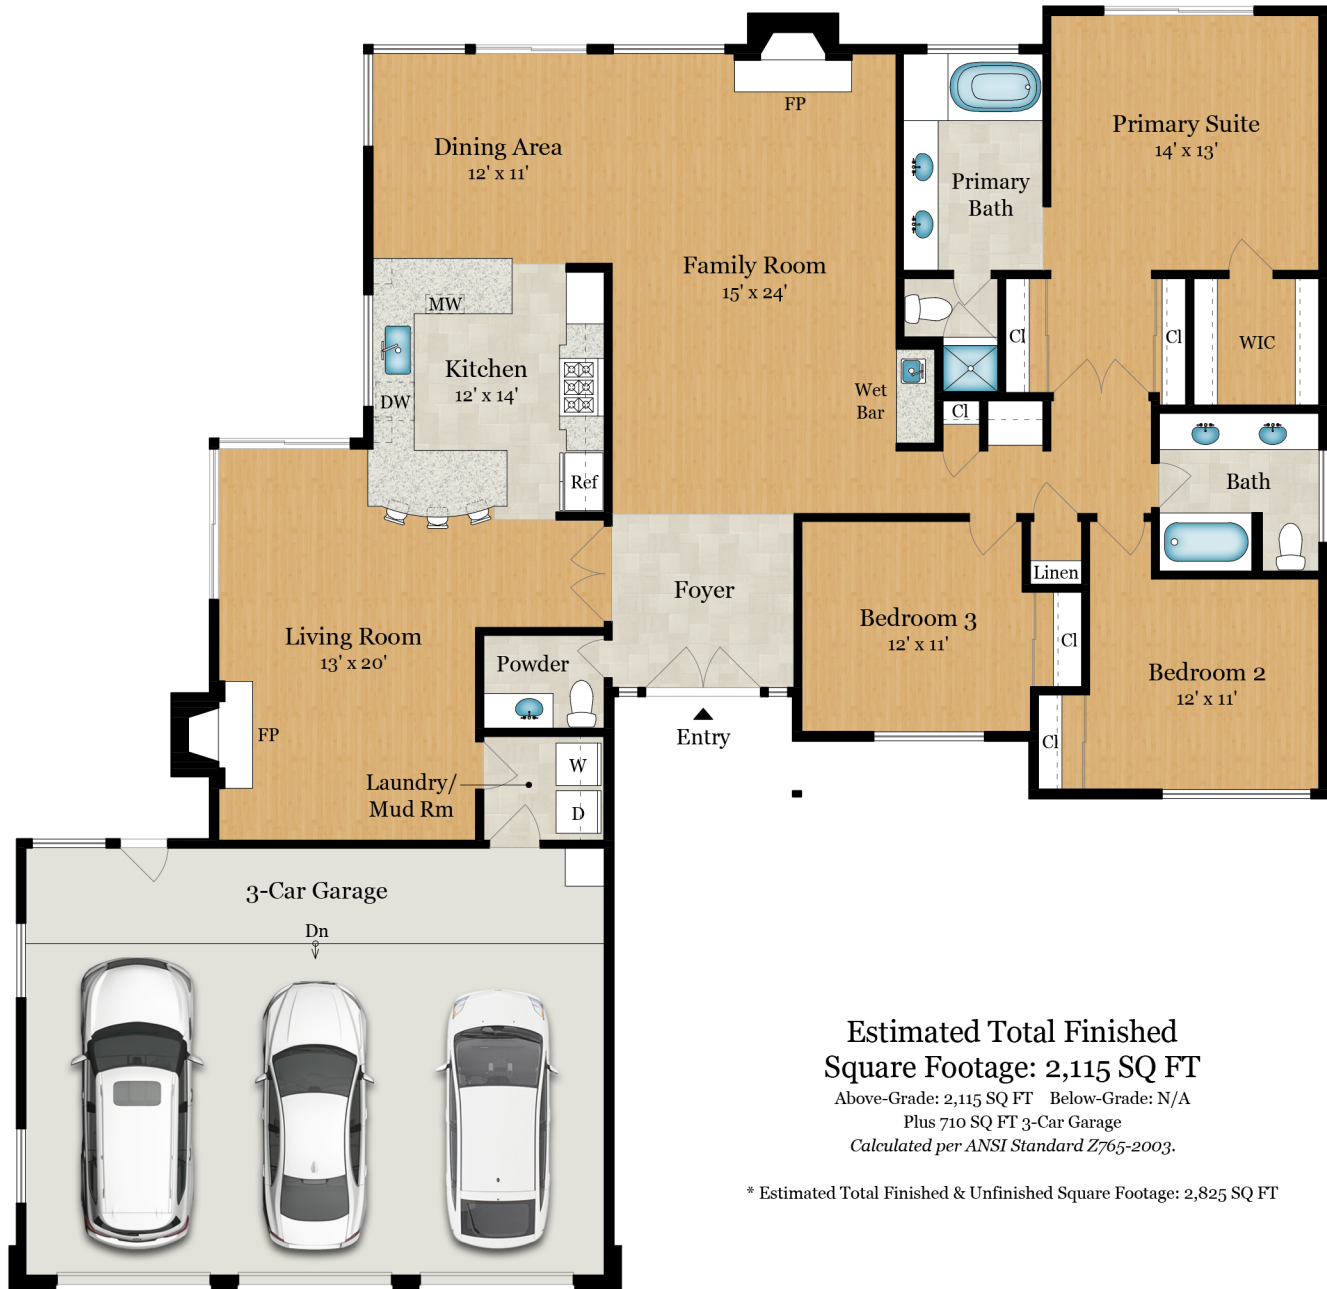 FP
Dining Area
12' x 11'
Primary Suite
14' x 13'
Primary
Bath
Family Room
15' x 24'
MW
Kitchen
12' x 14'
DW
Ref
Wet
Bar
Cl
Cl
Cl
WIC
Bath
Linen
Foyer
Living Room
13' x 20'
FP
Powder
Entry
Bedroom 3
12' x 11'
Cl
Bedroom 2
12' x 11'
Cl
Laundry/
Mud Rm
W
D
3-Car Garage
Dn
Estimated Total Finished
Square Footage: 2,115 SQ FT
Above-Grade: 2,115 SQ FT Below-Grade: N/A
Plus 710 SQ FT 3-Car Garage
Calculated per ANSI Standard Z765-2003.
* Estimated Total Finished & Unfinished Square Footage: 2,825 SQ FT